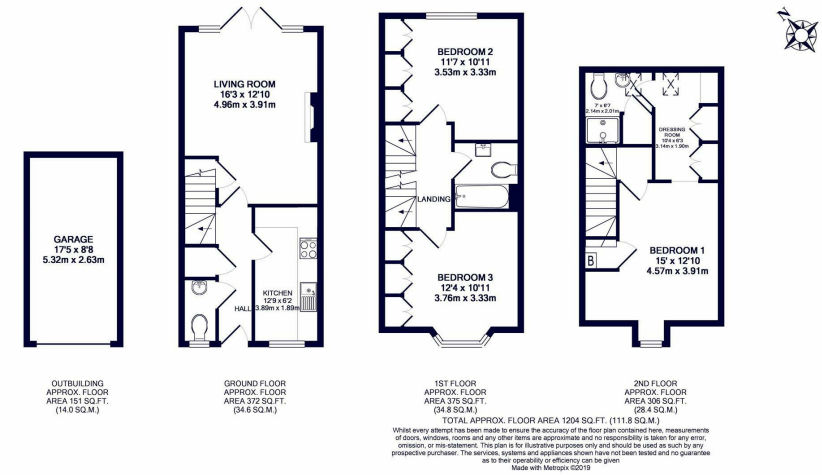 N
LIVING ROOM
16'3 x 12'10
4.96m x 3.91m
BEDROOM 2
11'7 x 10'11
3.53m x 3.33m
7' x 6'7
2.14m x 2.01m
DRESSING
ROOM
10'4 x 6'3
3.14m x 1.90m
LANDING
GARAGE
17'5 x 8'8
5.32m x 2.63m
BEDROOM 1
15' x 12'10
4.57m x 3.91m
B
BEDROOM 3
12'4 x 10'11
3.76m x 3.33m
KITCHEN
12'9 x 6'2
3.89m x 1.89m
HALL
OUTBUILDING
APPROX. FLOOR
AREA 151 SQ.FT.
(14.0 SQ.M.)
GROUND FLOOR
APPROX. FLOOR
AREA 372 SQ.FT.
(34.6 SQ.M.)
1ST FLOOR
APPROX. FLOOR
AREA 375 SQ.FT.
(34.8 SQ.M.)
2ND FLOOR
APPROX. FLOOR
AREA 306 SQ.FT.
(28.4 SQ.M.)
TOTAL APPROX. FLOOR AREA 1204 SQ.FT. (111.8 SQ.M.)
Whilst every attempt has been made to ensure the accuracy of the floor plan contained here, measurements
of doors, windows, rooms and any other items are approximate and no responsibility is taken for any error,
omission, or mis-statement. This plan is for illustrative purposes only and should be used as such by any
prospective purchaser. The services, systems and appliances shown have not been tested and no guarantee
as to their operability or efficiency can be given
Made with Metropix ©2019